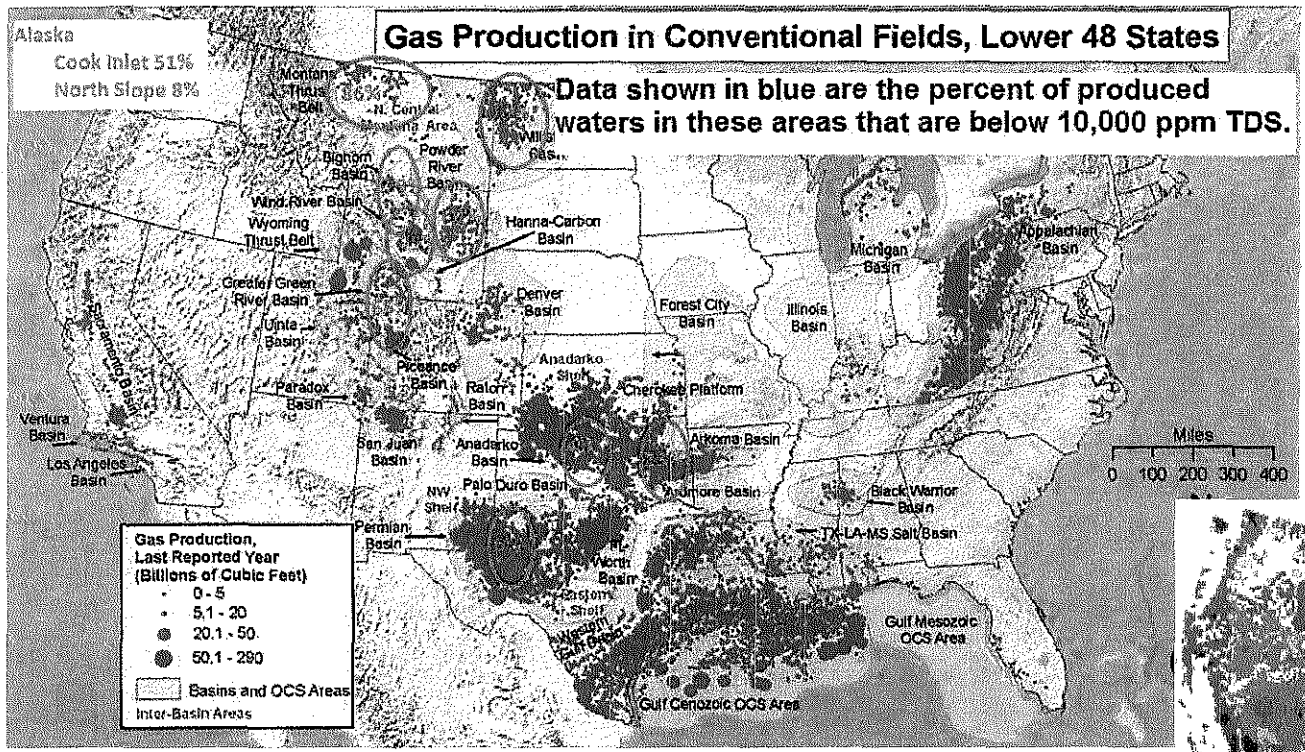 Gas Production in Conventional Fields, Lower 48 States
Data shown in blue are the percent of produced
waters in these areas that are below 10,000 ppm TDS.
Alaska
Cook Inlet 51%
North Slope 8%
Montana
Thrust
Belt
N. Central
Montana Area
Bighorn
Basin
Powder
River
Basin
Wind River Basin
Wyoming
Thrust Belt
Hanna-Carbon
Basin
Greater Green
River Basin
Denver
Basin
Uinta
Basin
Piceance
Basin
Paradox
Basin
Raton
Basin
San Juan
Basin
Sacramento Basin
Ventura
Basin
Los Angeles
Basin
Michigan
Basin
Appalachian
Basin
Forest City
Basin
Illinois
Basin
Anadarko
Cherokee Platform
Anadarko
Basin
Arkoma Basin
Palo Duro Basin
Ardmore Basin
NW
Shelf
Permian
Basin
Worth
Basin
Eastern
Shelf
Western
Black Warrior
Basin
TX-LA-MS Salt Basin
Gulf Mesozoic
OCS Area
Gulf Cenozoic OCS Area
Miles
0 100 200 300 400
Gas Production,
Last Reported Year
(Billions of Cubic Feet)
0 - 5
5.1 - 20
20.1 - 50
50.1 - 290
Basins and OCS Areas
Inter-Basin Areas